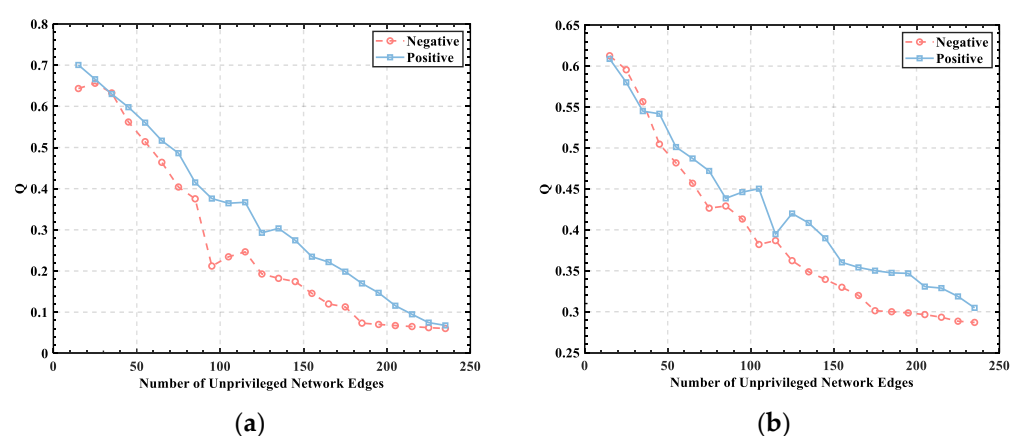 0.8
0.7
0.6
0.5
0.4
0.3
0.2
0.1
0
Q
Negative
Positive
0 50 100 150 200 250
Number of Unprivileged Network Edges
(a)
0.65
0.6
0.55
0.5
0.45
0.4
0.35
0.3
0.25
Q
Negative
Positive
0 50 100 150 200 250
Number of Unprivileged Network Edges
(b)